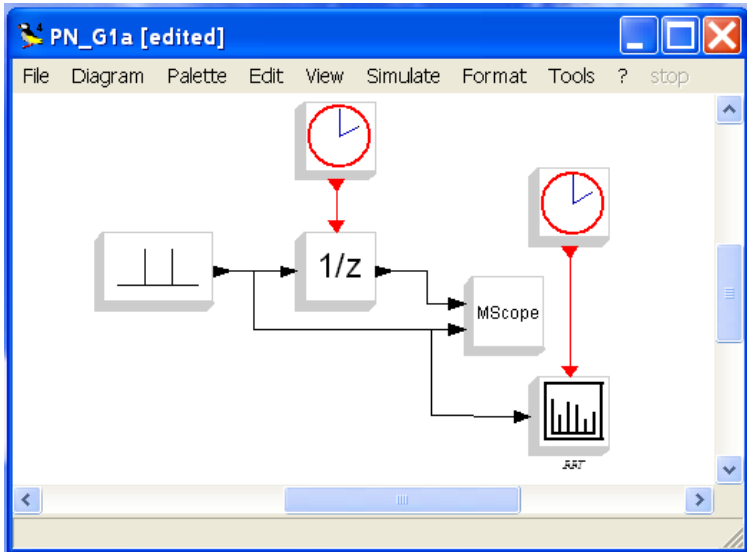 PN_G1a [edited]
File Diagram Palette Edit View Simulate Format Tools ? stop
1/z
MScope